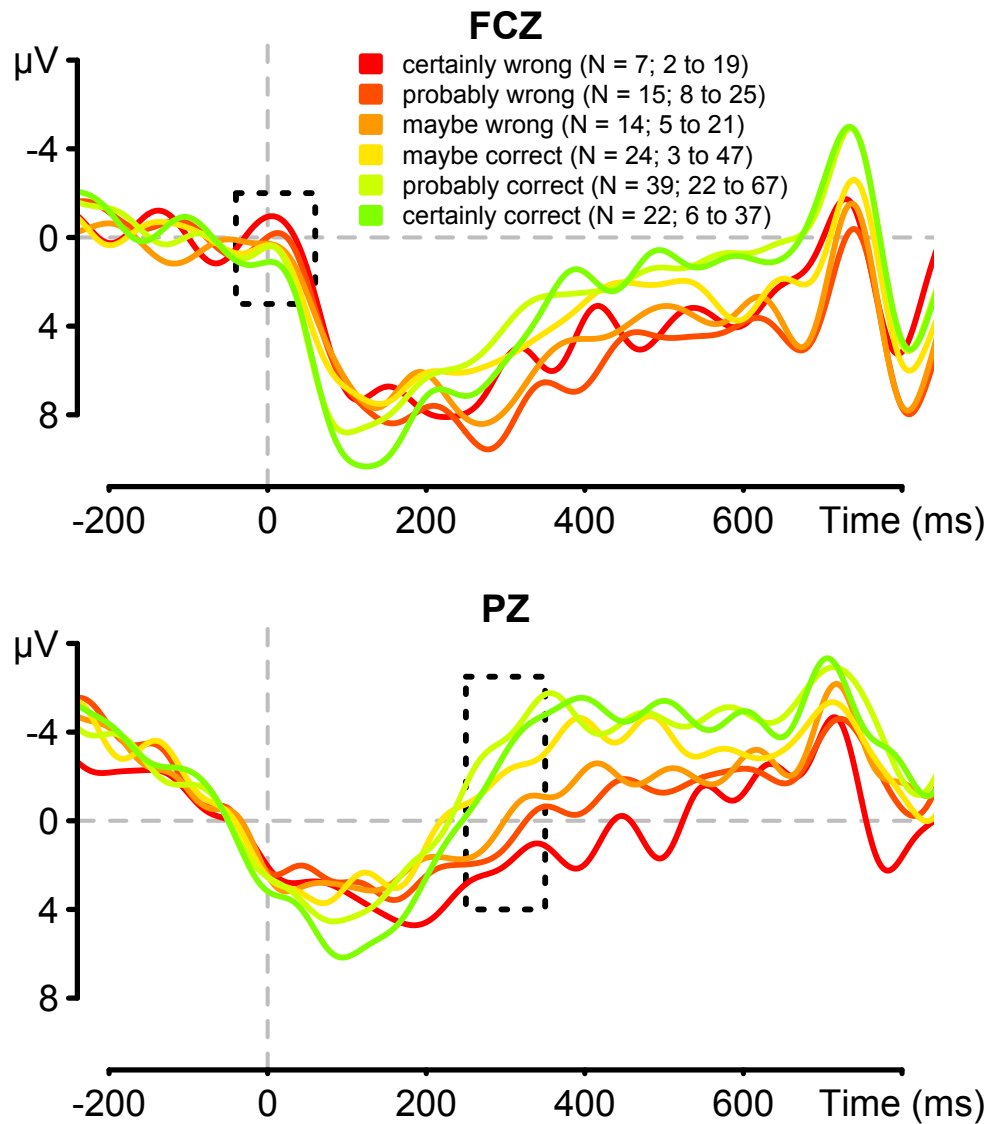 FCZ
µV
certainly wrong (N = 7; 2 to 19)
probably wrong (N = 15; 8 to 25)
maybe wrong (N = 14; 5 to 21)
maybe correct (N = 24; 3 to 47)
probably correct (N = 39; 22 to 67)
certainly correct (N = 22; 6 to 37)
-4
0
4
8
-200 0 200 400 600 Time (ms)
PZ
µV
-4
0
4
8
-200 0 200 400 600 Time (ms)